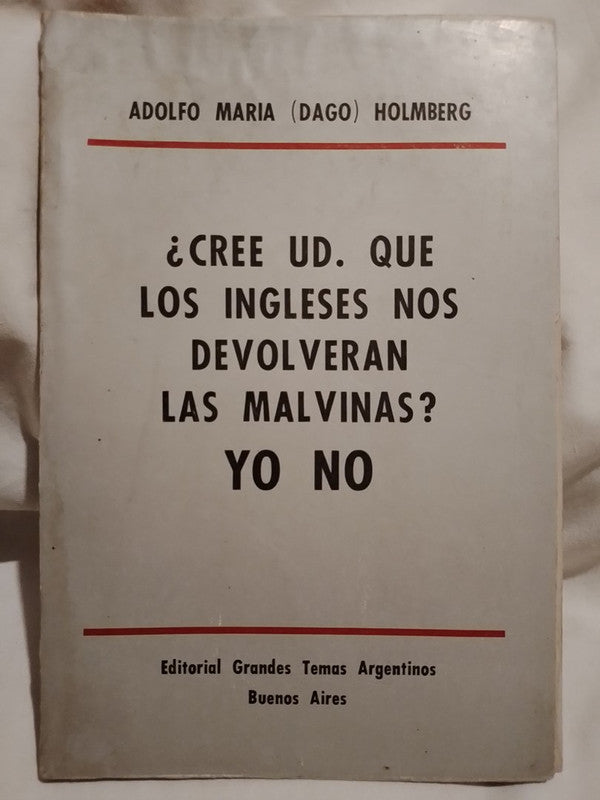 ADOLFO MARIA (DAGO) HOLMBERG
¿CREE UD. QUE
LOS INGLESES NOS
DEVOLVERAN
LAS MALVINAS?
YO NO
Editorial Grandes Temas Argentinos
Buenos Aires